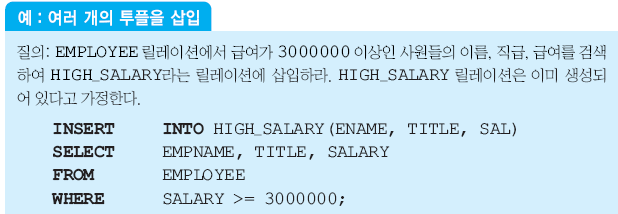 예 : 여러 개의 투플을 삽입
질의: EMPLOYEE 릴레이션에서 급여가 3000000 이상인 사원들의 이름, 직급, 급여를 검색
하여 HIGH_SALARY라는 릴레이션에 삽입하라. HIGH_SALARY 릴레이션은 이미 생성되
어 있다고 가정한다.
INSERT INTO HIGH_SALARY(ENAME, TITLE, SAL)
SELECT EMPNAME, TITLE, SALARY
FROM EMPLOYEE
WHERE SALARY >= 3000000;